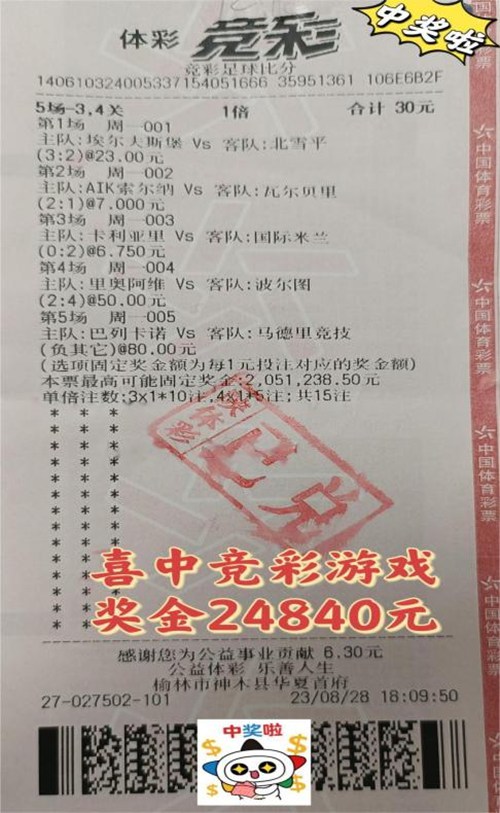 中奖啦
体彩 竞彩
竞彩足球比分
14061032400533715405​1666 35951361 106E6B2F
5场-3,4关 1倍 合计 30元
第1场 周一001
主队:埃尔夫斯堡 Vs 客队:北雪平
(3:2)@23.00元
第2场 周一002
主队:AIK索尔纳 Vs 客队:瓦尔贝里
(2:1)@7.000元
第3场 周一003
主队:卡利亚里 Vs 客队:国际米兰
(0:2)@6.750元
第4场 周一004
主队:里奥阿维 Vs 客队:波尔图
(2:4)@50.00元
第5场 周一005
主队:巴列卡诺 Vs 客队:马德里竞技
(负其它)@80.00元
(选项固定奖金额为每1元投注对应的奖金额)
本票最高可能固定奖金:2,051,238.50元
单倍注数:3x1*10注,4x1*5注;共15注
体彩
已兑
喜中竞彩游戏
奖金24840元
感谢您为公益事业贡献 6.30元
公益体彩 乐善人生
榆林市神木县华夏首府
27-027502-101 23/08/28 18:09:50
中奖啦
中国体育彩票
中国体育彩票
中国体育彩票
中国体育彩票